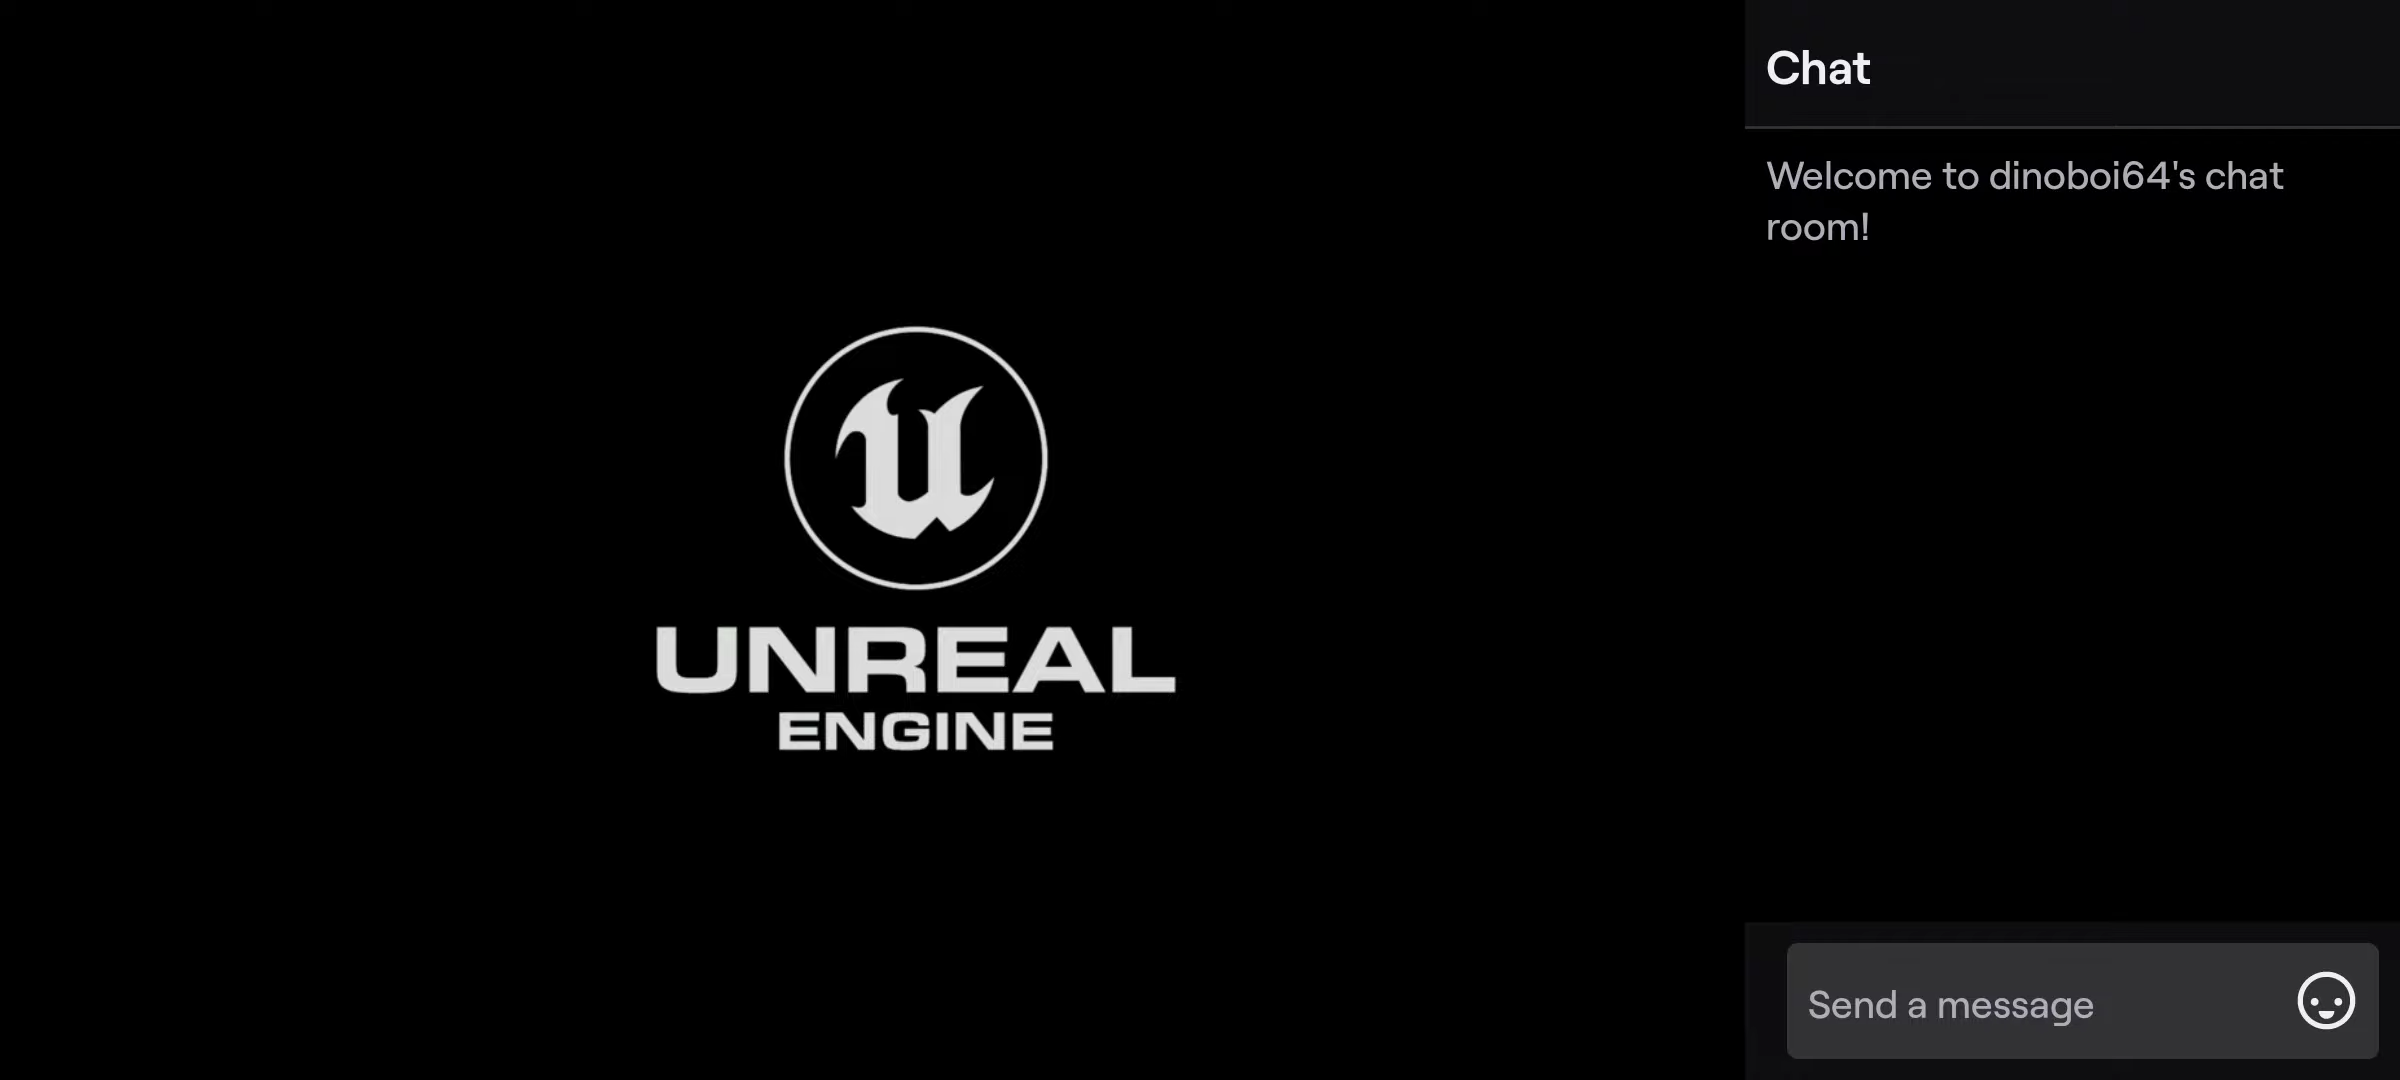 UNREAL
ENGINE
Chat
Welcome to dinoboi64's chat
room!
Send a message